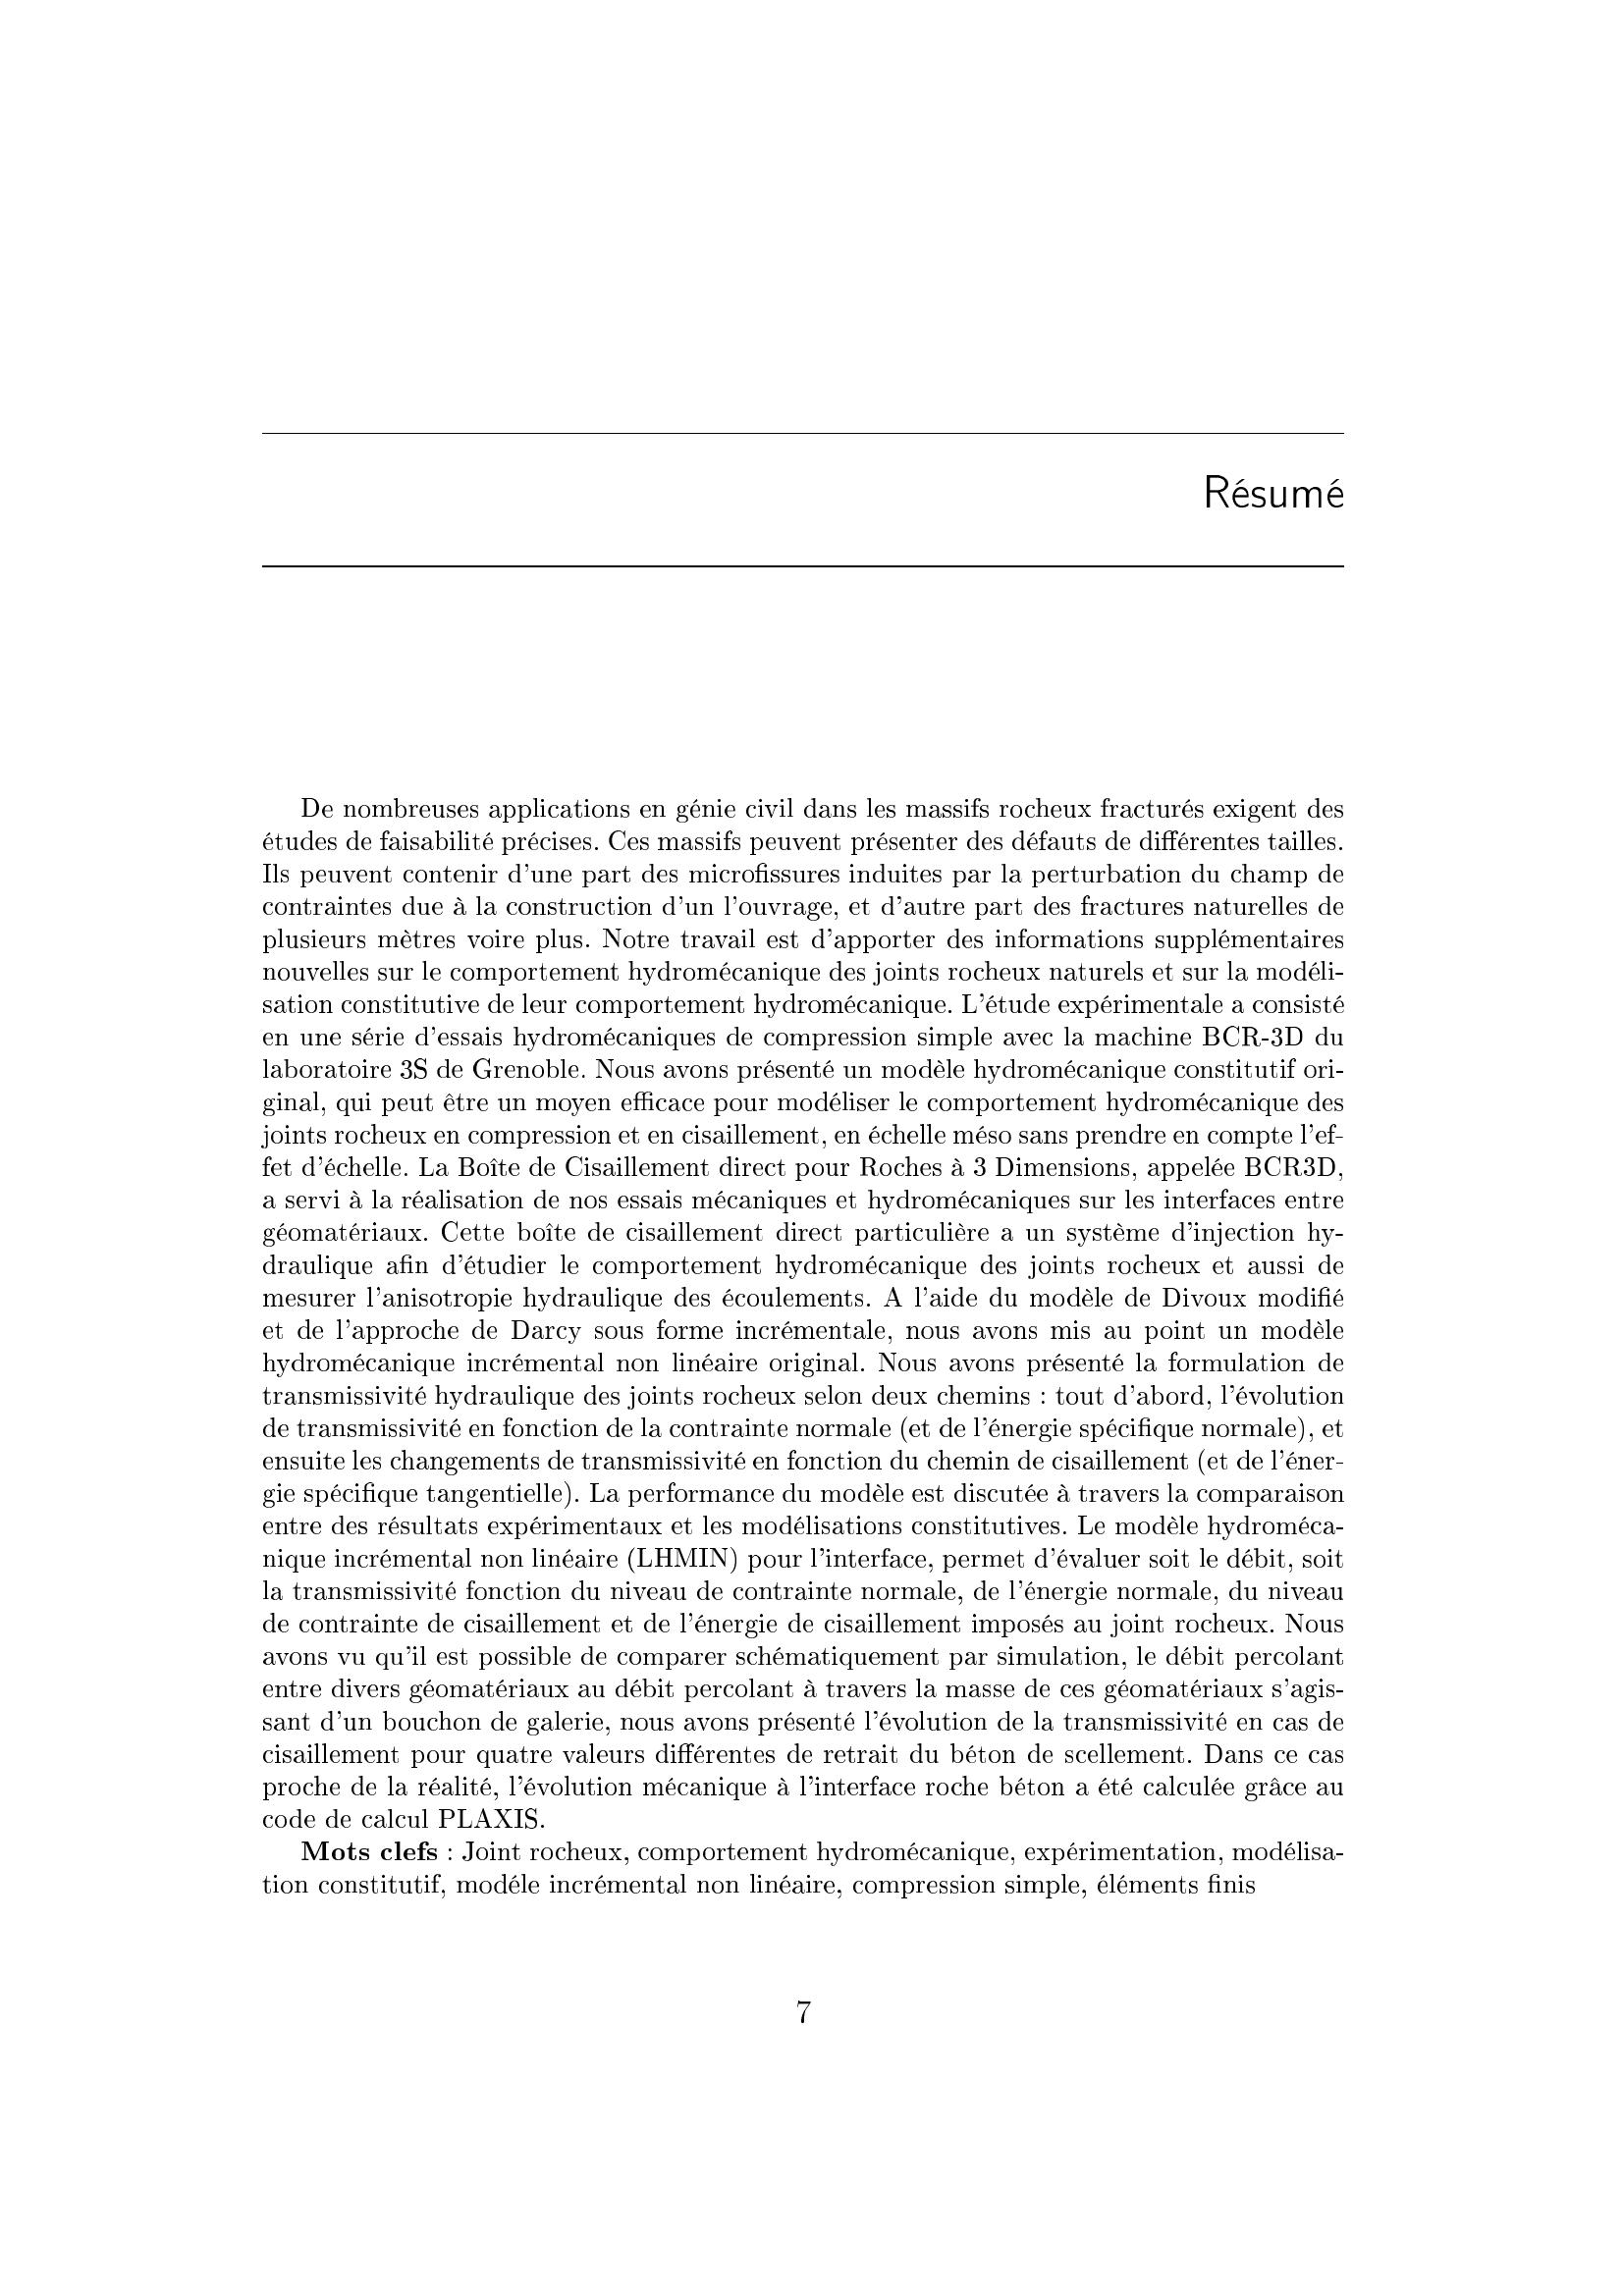 Résumé
De nombreuses applications en génie civil dans les massifs rocheux fracturés exigent des
études de faisabilité précises. Ces massifs peuvent présenter des défauts de différentes tailles.
Ils peuvent contenir d'une part des microfissures induites par la perturbation du champ de
contraintes due à la construction d'un l'ouvrage, et d'autre part des fractures naturelles de
plusieurs mètres voire plus. Notre travail est d'apporter des informations supplémentaires
nouvelles sur le comportement hydromécanique des joints rocheux naturels et sur la modéli-
sation constitutive de leur comportement hydromécanique. L'étude expérimentale a consisté
en une série d'essais hydromécaniques de compression simple avec la machine BCR-3D du
laboratoire 3S de Grenoble. Nous avons présenté un modèle hydromécanique constitutif ori-
ginal, qui peut être un moyen efficace pour modéliser le comportement hydromécanique des
joints rocheux en compression et en cisaillement, en échelle méso sans prendre en compte l'ef-
fet d'échelle. La Boîte de Cisaillement direct pour Roches à 3 Dimensions, appelée BCR3D,
a servi à la réalisation de nos essais mécaniques et hydromécaniques sur les interfaces entre
géomatériaux. Cette boîte de cisaillement direct particulière a un système d'injection hy-
draulique afin d'étudier le comportement hydromécanique des joints rocheux et aussi de
mesurer l'anisotropie hydraulique des écoulements. A l'aide du modèle de Divoux modifié
et de l'approche de Darcy sous forme incrémentale, nous avons mis au point un modèle
hydromécanique incrémental non linéaire original. Nous avons présenté la formulation de
transmissivité hydraulique des joints rocheux selon deux chemins : tout d'abord, l'évolution
de transmissivité en fonction de la contrainte normale (et de l'énergie spécifique normale), et
ensuite les changements de transmissivité en fonction du chemin de cisaillement (et de l'éner-
gie spécifique tangentielle). La performance du modèle est discutée à travers la comparaison
entre des résultats expérimentaux et les modélisations constitutives. Le modèle hydroméca-
nique incrémental non linéaire (LHMIN) pour l'interface, permet d'évaluer soit le débit, soit
la transmissivité fonction du niveau de contrainte normale, de l'énergie normale, du niveau
de contrainte de cisaillement et de l'énergie de cisaillement imposés au joint rocheux. Nous
avons vu qu'il est possible de comparer schématiquement par simulation, le débit percolant
entre divers géomatériaux au débit percolant à travers la masse de ces géomatériaux s'agis-
sant d'un bouchon de galerie, nous avons présenté l'évolution de la transmissivité en cas de
cisaillement pour quatre valeurs différentes de retrait du béton de scellement. Dans ce cas
proche de la réalité, l'évolution mécanique à l'interface roche béton a été calculée grâce au
code de calcul PLAXIS.
Mots clefs : Joint rocheux, comportement hydromécanique, expérimentation, modélisa-
tion constitutif, modéle incrémental non linéaire, compression simple, éléments finis
7